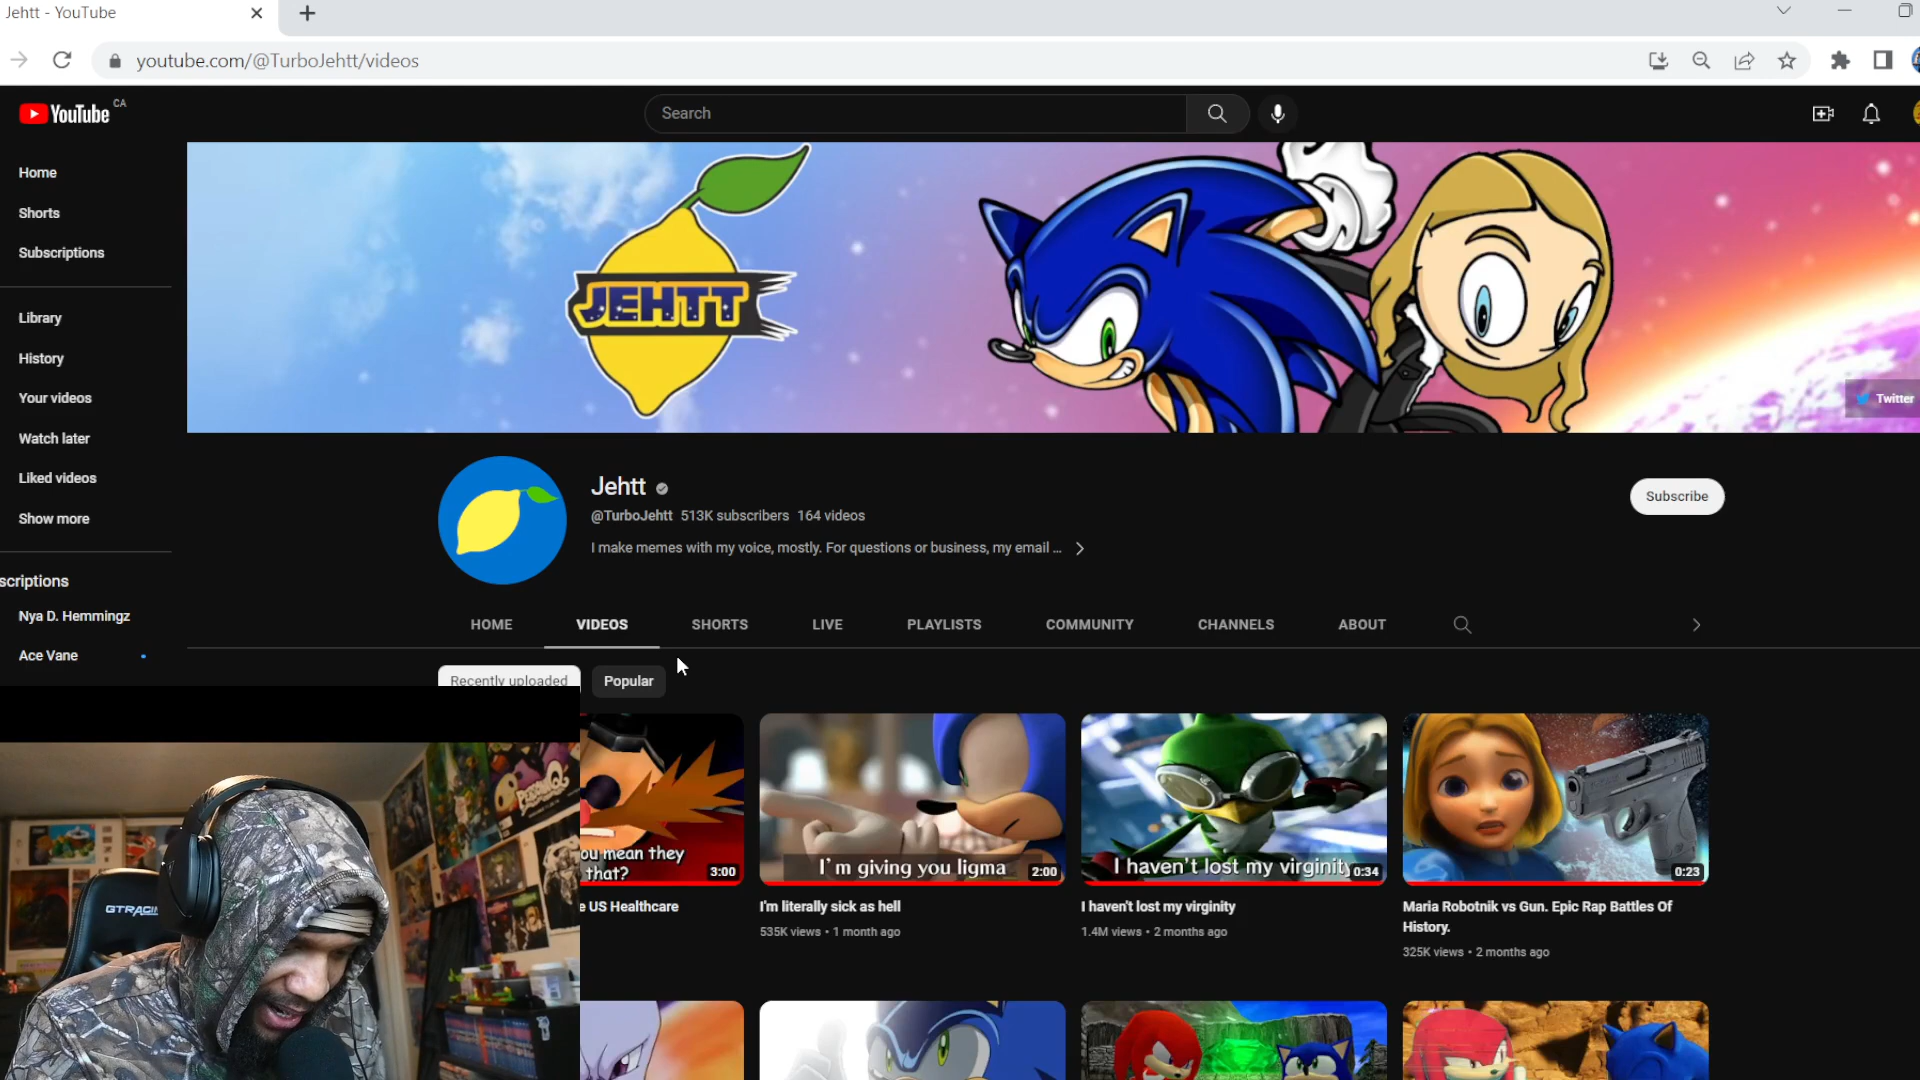 Jehtt - YouTube
youtube.com/@TurboJehtt/videos
YouTube CA
Search
Home
Shorts
Subscriptions
Library
History
Your videos
Watch later
Liked videos
Show more
scriptions
Nya D. Hemmingz
Ace Vane
JEHTT
Twitter
Jehtt
@TurboJehtt 513K subscribers 164 videos
I make memes with my voice, mostly. For questions or business, my email ...
Subscribe
HOME VIDEOS SHORTS LIVE PLAYLISTS COMMUNITY CHANNELS ABOUT
Recently uploaded Popular
ou mean they
that?
3:00
e US Healthcare
I'm giving you ligma
2:00
I'm literally sick as hell
535K views • 1 month ago
I haven't lost my virginity
0:34
I haven't lost my virginity
1.4M views • 2 months ago
0:23
Maria Robotnik vs Gun. Epic Rap Battles Of
History.
325K views • 2 months ago
GTRACIN
PERSONA Q